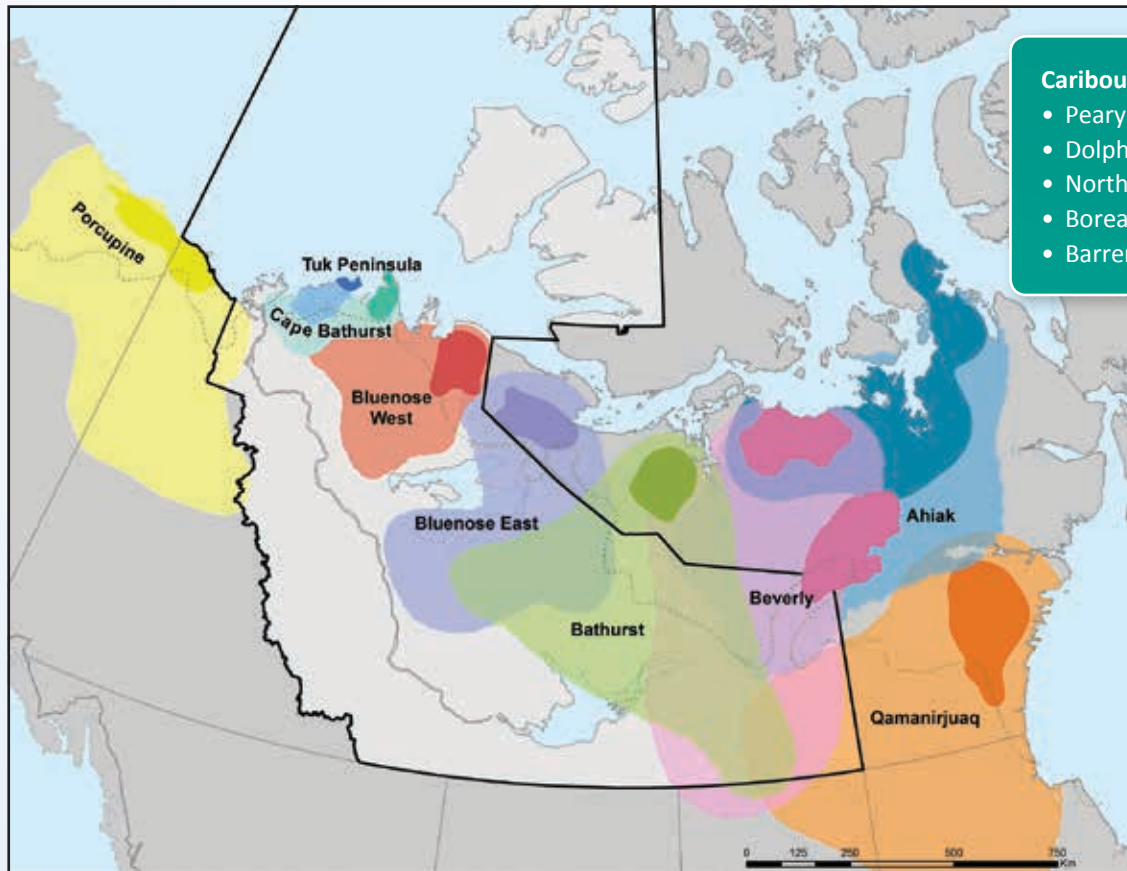 Caribou
• Peary
• Dolph
• North
• Borea
• Barren
Porcupine
Tuk Peninsula
Cape Bathurst
Bluenose
West
Bluenose East
Ahiak
Beverly
Bathurst
Qamanirjuaq
0 125 250 500 750
Km